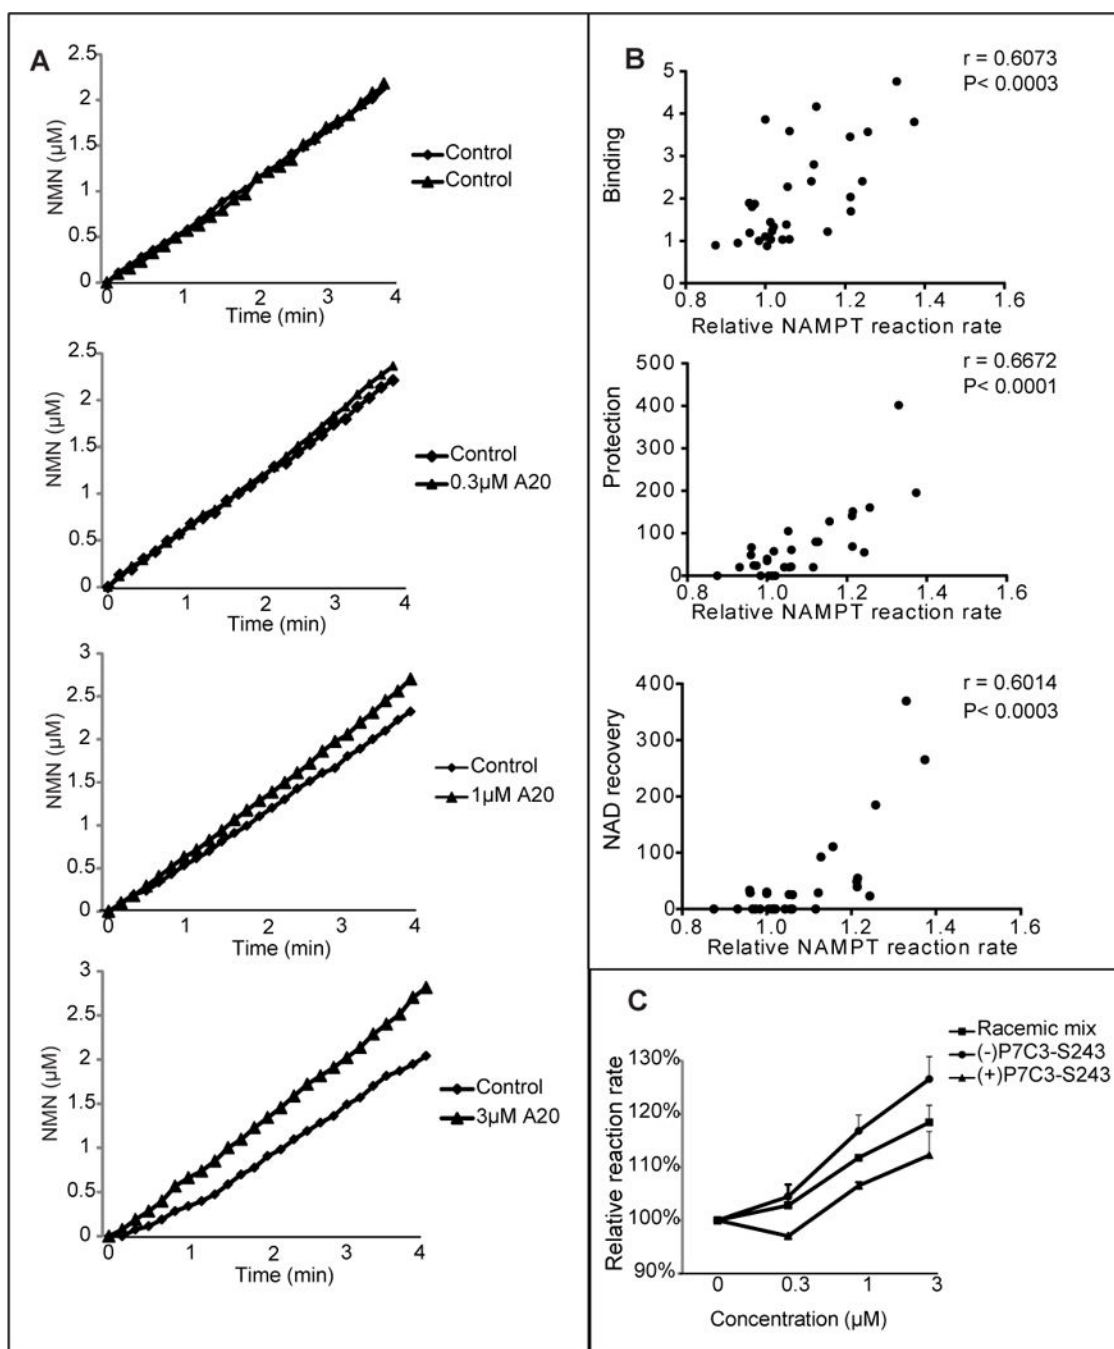 A
2.5
2
1.5
1
0.5
0
NMN (µM)
0 1 2 3 4
Time (min)
Control
Control
2.5
2
1.5
1
0.5
0
NMN (µM)
0 1 2 3 4
Time (min)
Control
0.3µM A20
3
2.5
2
1.5
1
0.5
0
NMN (µM)
0 1 2 3 4
Time (min)
Control
1µM A20
3
2.5
2
1.5
1
0.5
0
NMN (µM)
0 1 2 3 4
Time (min)
Control
3µM A20
B
r = 0.6073
P< 0.0003
5
4
3
2
1
0
Binding
0.8 1.0 1.2 1.4 1.6
Relative NAMPT reaction rate
r = 0.6672
P< 0.0001
500
400
300
200
100
0
Protection
0.8 1.0 1.2 1.4 1.6
Relative NAMPT reaction rate
r = 0.6014
P< 0.0003
400
300
200
100
0
NAD recovery
0.8 1.0 1.2 1.4 1.6
Relative NAMPT reaction rate
C
Racemic mix
(-)P7C3-S243
(+)P7C3-S243
130%
120%
110%
100%
90%
Relative reaction rate
0 0.3 1 3
Concentration (µM)